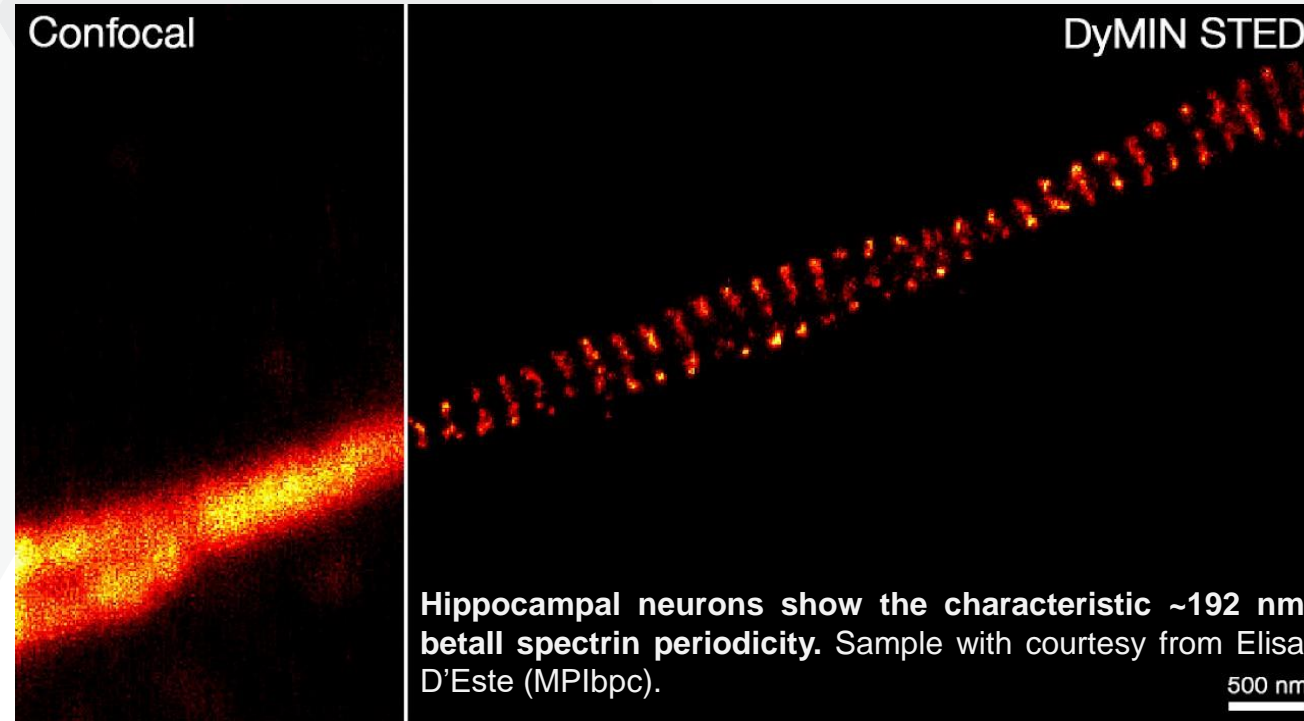 Confocal
DyMIN STED
Hippocampal neurons show the characteristic ~192 nm
betaII spectrin periodicity. Sample with courtesy from Elisa
D’Este (MPIbpc).
500 nm